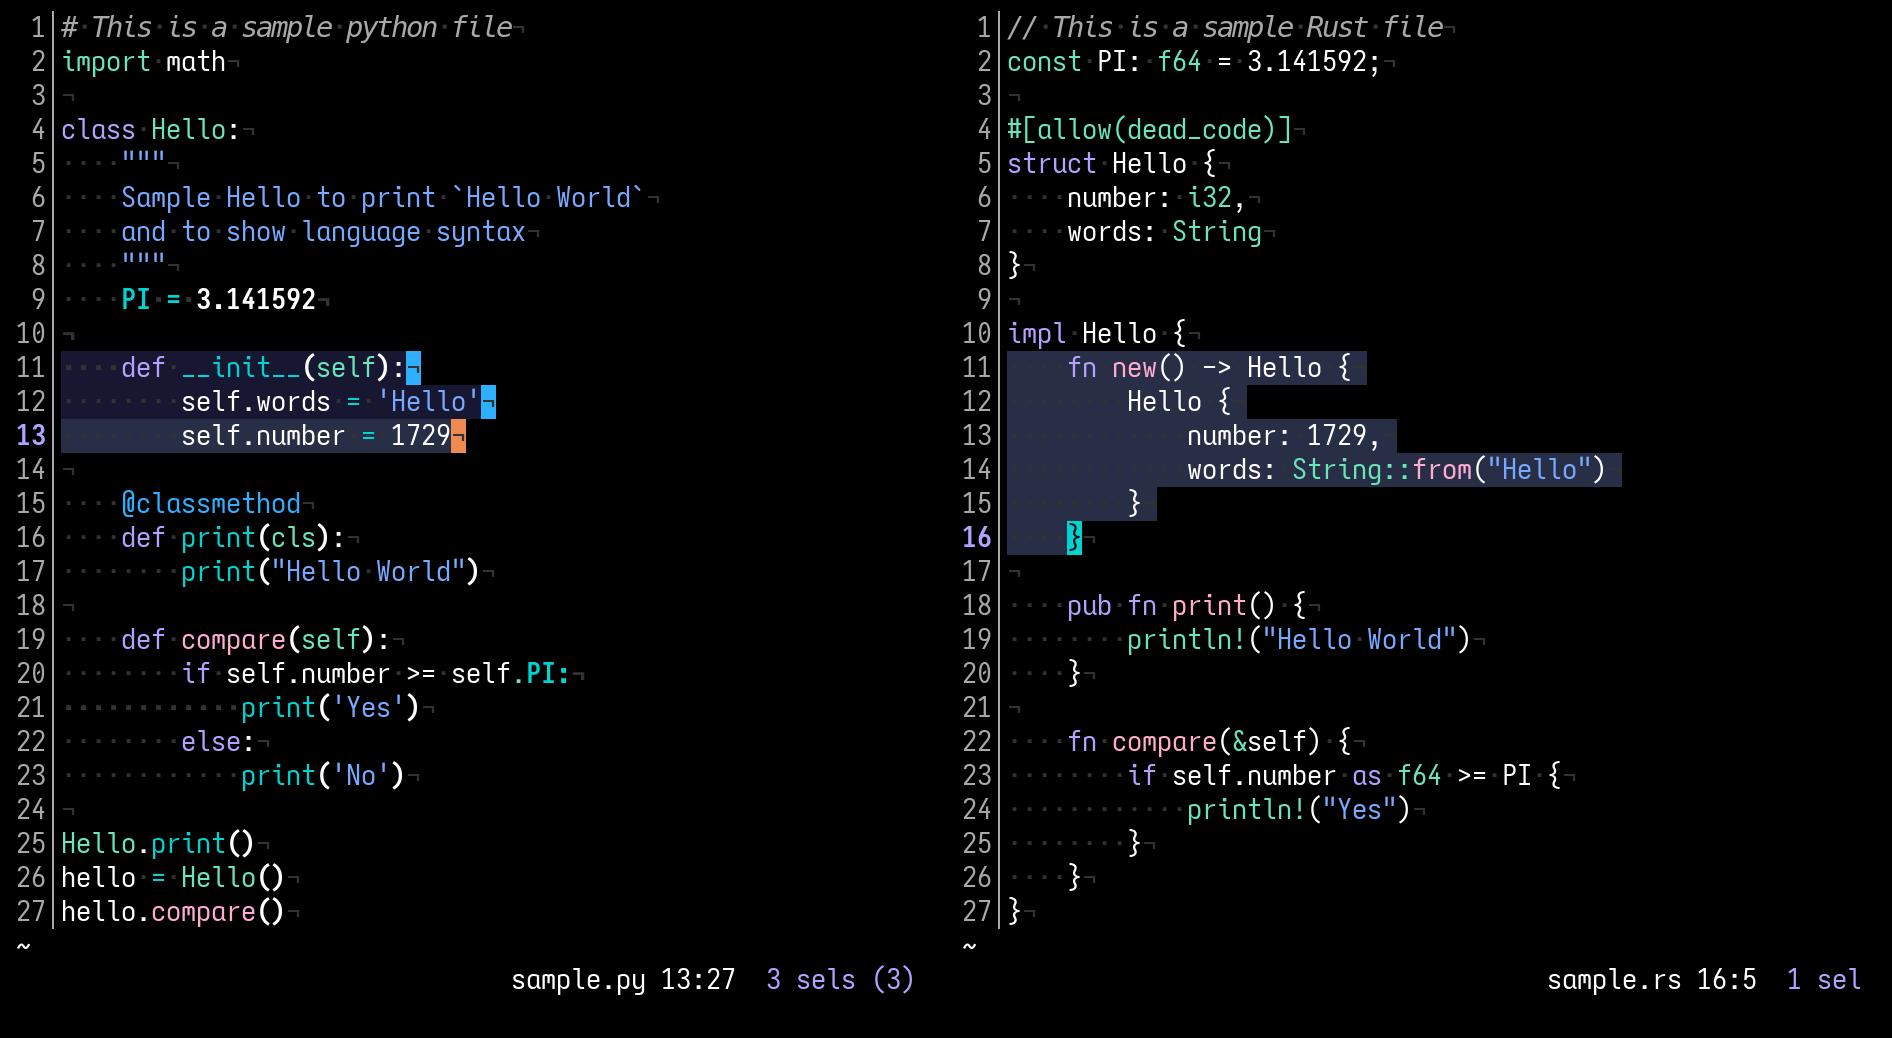 1 # This is a sample python file
2 import math
3
4 class Hello:
5     """
6     Sample Hello to print `Hello World`
7     and to show language syntax
8     """
9     PI = 3.141592
10
11     def __init__(self):
12         self.words = 'Hello'
13         self.number = 1729
14
15     @classmethod
16     def print(cls):
17         print("Hello World")
18
19     def compare(self):
20         if self.number >= self.PI:
21             print('Yes')
22         else:
23             print('No')
24
25 Hello.print()
26 hello = Hello()
27 hello.compare()
~
sample.py 13:27  3 sels (3)
1 // This is a sample Rust file
2 const PI: f64 = 3.141592;
3
4 #[allow(dead_code)]
5 struct Hello {
6     number: i32,
7     words: String
8 }
9
10 impl Hello {
11     fn new() -> Hello {
12         Hello {
13             number: 1729,
14             words: String::from("Hello")
15         }
16     }
17
18     pub fn print() {
19         println!("Hello World")
20     }
21
22     fn compare(&self) {
23         if self.number as f64 >= PI {
24             println!("Yes")
25         }
26     }
27 }
~
sample.rs 16:5  1 sel